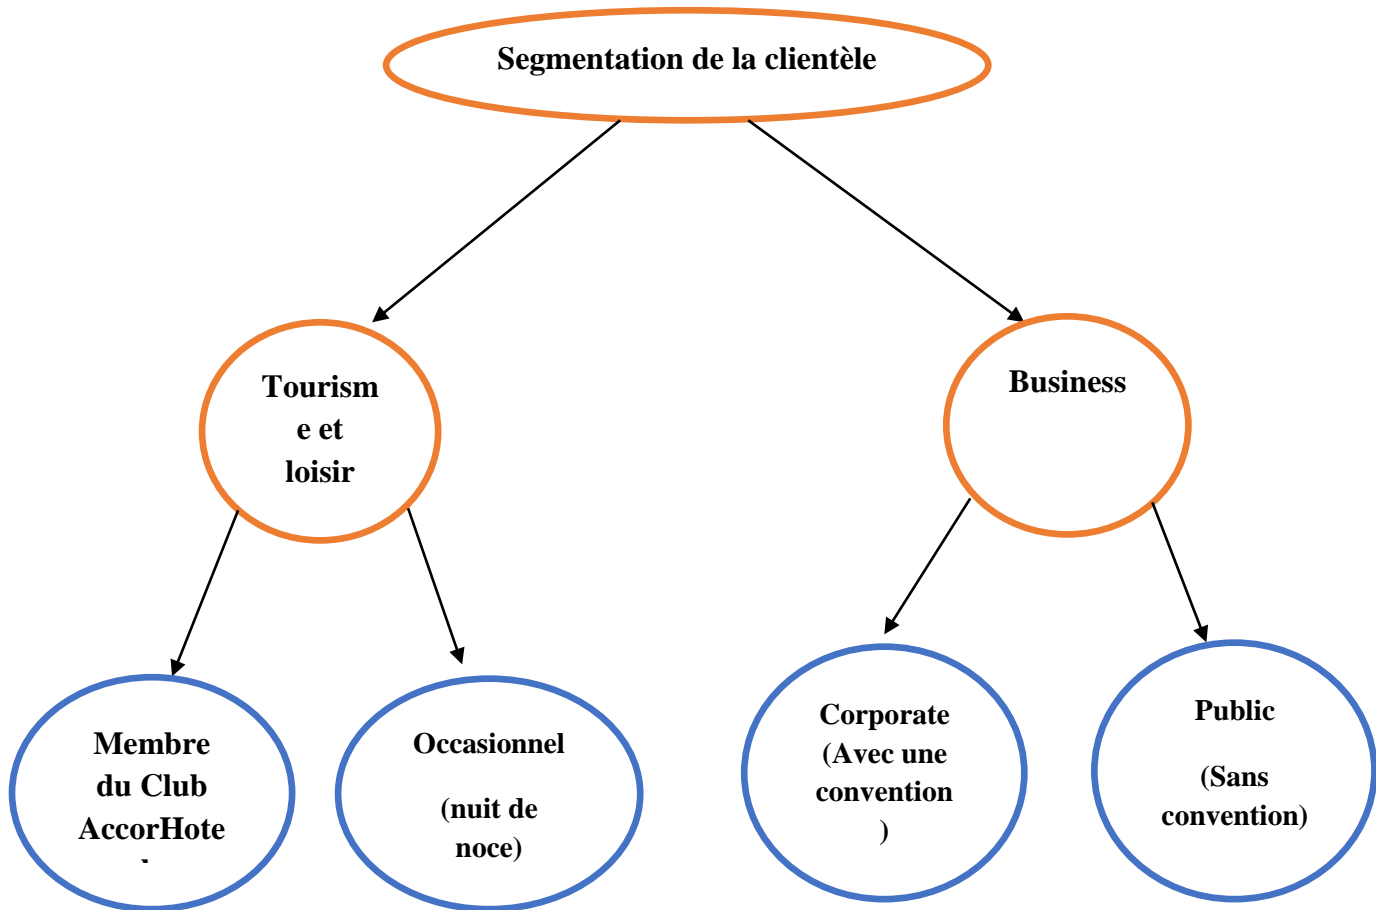 Segmentation de la clientèle
Tourism
e et
loisir
Business
Membre
du Club
AccorHote
Occasionnel
(nuit de
noce)
Corporate
(Avec une
convention
)
Public
(Sans
convention)